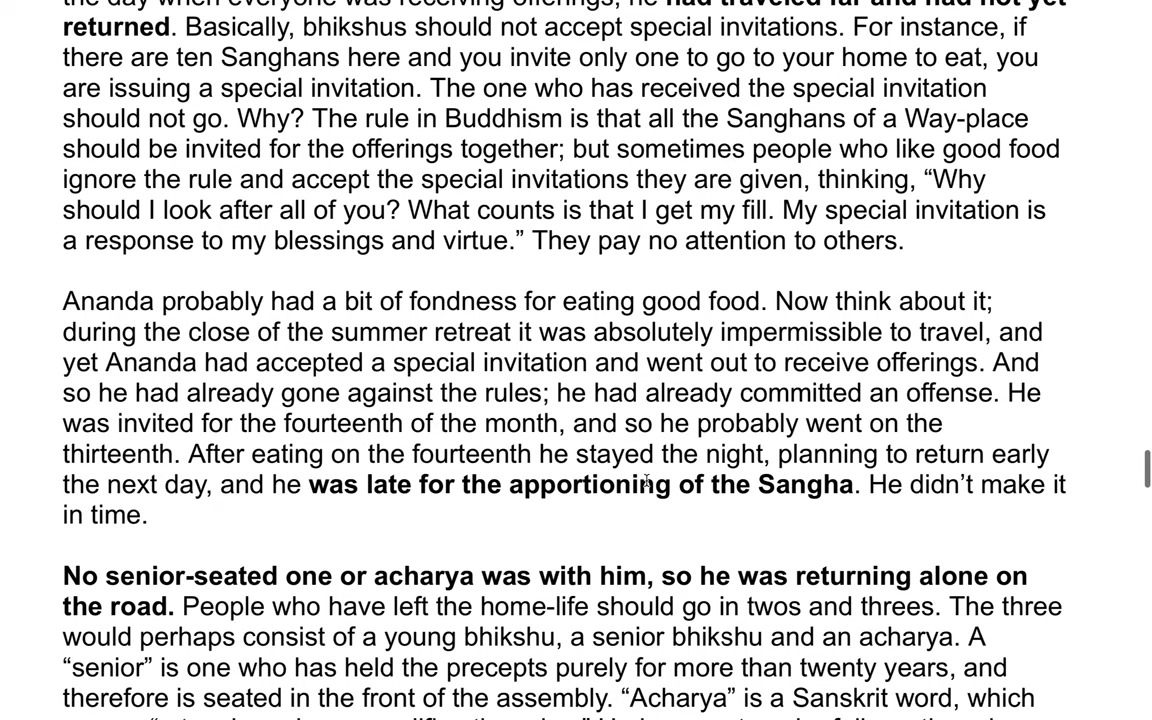 the day when everyone was receiving offerings, he had traveled far and had not yet
returned. Basically, bhikshus should not accept special invitations. For instance, if
there are ten Sanghans here and you invite only one to go to your home to eat, you
are issuing a special invitation. The one who has received the special invitation
should not go. Why? The rule in Buddhism is that all the Sanghans of a Way-place
should be invited for the offerings together; but sometimes people who like good food
ignore the rule and accept the special invitations they are given, thinking, “Why
should I look after all of you? What counts is that I get my fill. My special invitation is
a response to my blessings and virtue.” They pay no attention to others.
Ananda probably had a bit of fondness for eating good food. Now think about it;
during the close of the summer retreat it was absolutely impermissible to travel, and
yet Ananda had accepted a special invitation and went out to receive offerings. And
so he had already gone against the rules; he had already committed an offense. He
was invited for the fourteenth of the month, and so he probably went on the
thirteenth. After eating on the fourteenth he stayed the night, planning to return early
the next day, and he was late for the apportioning of the Sangha. He didn’t make it
in time.
No senior-seated one or acharya was with him, so he was returning alone on
the road. People who have left the home-life should go in twos and threes. The three
would perhaps consist of a young bhikshu, a senior bhikshu and an acharya. A
“senior” is one who has held the precepts purely for more than twenty years, and
therefore is seated in the front of the assembly. “Acharya” is a Sanskrit word, which